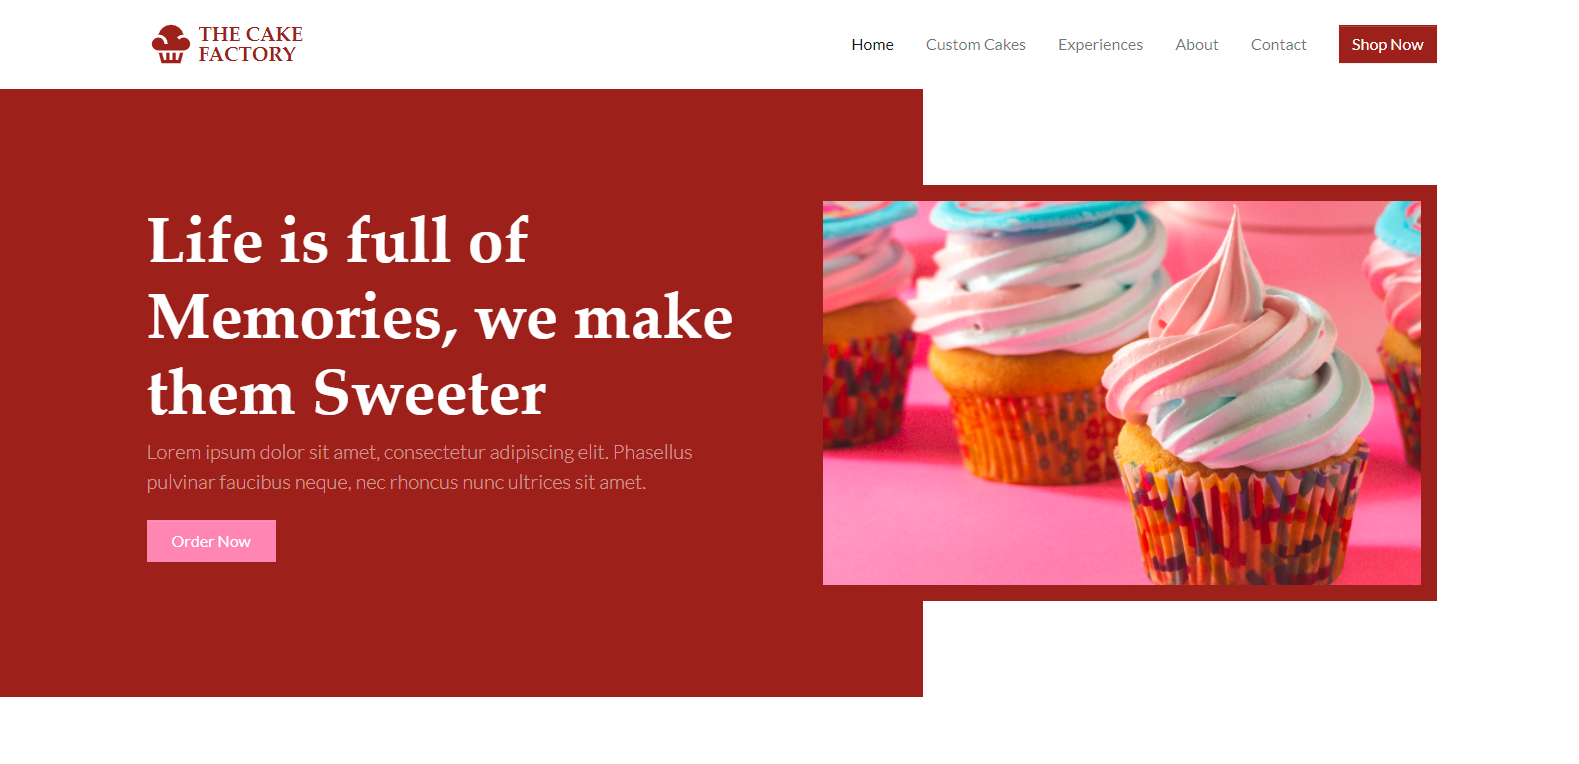 THE CAKE
FACTORY
Home Custom Cakes Experiences About Contact Shop Now
Life is full of
Memories, we make
them Sweeter
Lorem ipsum dolor sit amet, consectetur adipiscing elit. Phasellus
pulvinar faucibus neque, nec rhoncus nunc ultrices sit amet.
Order Now